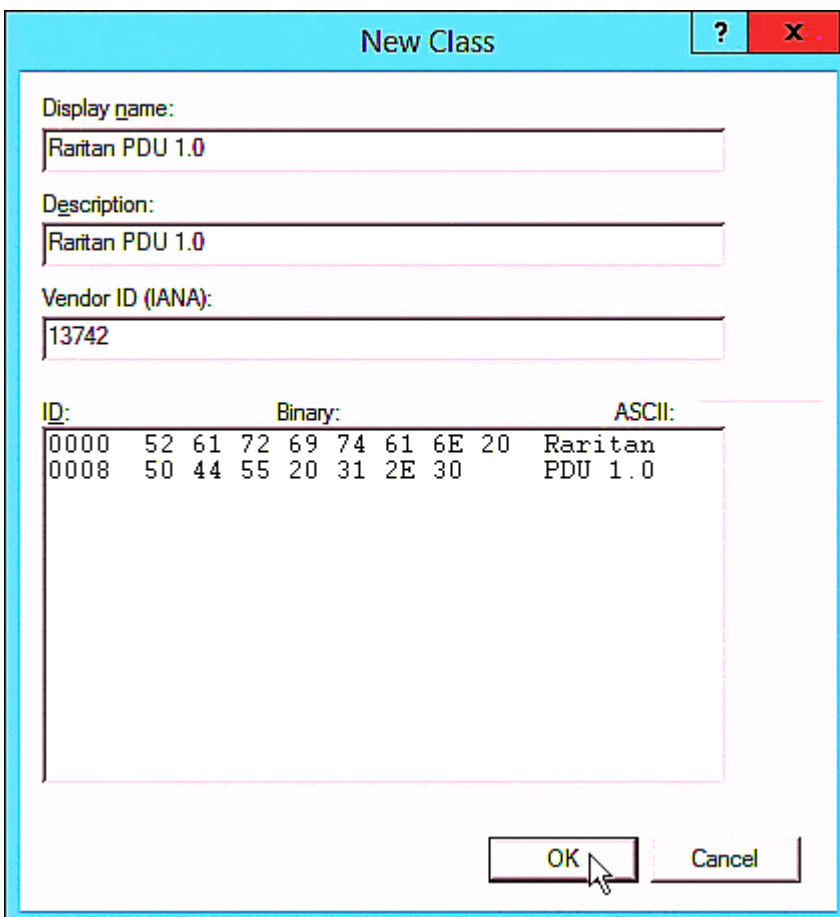 New Class
? x
Display name:
Raritan PDU 1.0
Description:
Raritan PDU 1.0
Vendor ID (IANA):
13742
ID: Binary: ASCII:
0000 52 61 72 69 74 61 6E 20 Raritan
0008 50 44 55 20 31 2E 30 PDU 1.0
OK Cancel